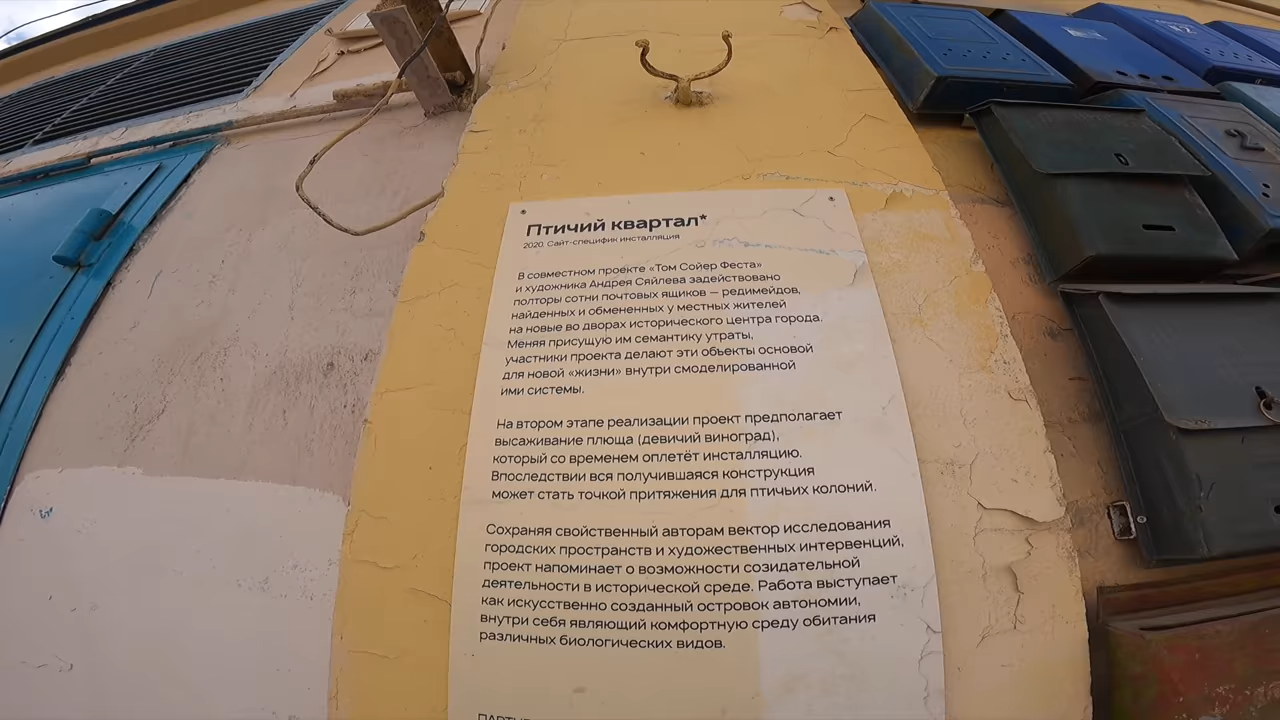 Птичий квартал*
2020. Сайт-специфик инсталляция
В совместном проекте «Том Сойер Феста»
и художника Андрея Сяйлева задействовано
полторы сотни почтовых ящиков — редимейдов,
найденных и обмененных у местных жителей
на новые во дворах исторического центра города.
Меняя присущую им семантику утраты,
участники проекта делают эти объекты основой
для новой «жизни» внутри смоделированной
ими системы.
На втором этапе реализации проект предполагает
высаживание плюща (девичий виноград),
который со временем оплетёт инсталляцию.
Впоследствии вся получившаяся конструкция
может стать точкой притяжения для птичьих колоний.
Сохраняя свойственный авторам вектор исследования
городских пространств и художественных интервенций,
проект напоминает о возможности созидательной
деятельности в исторической среде. Работа выступает
как искусственно созданный островок автономии,
внутри себя являющий комфортную среду обитания
различных биологических видов.
2